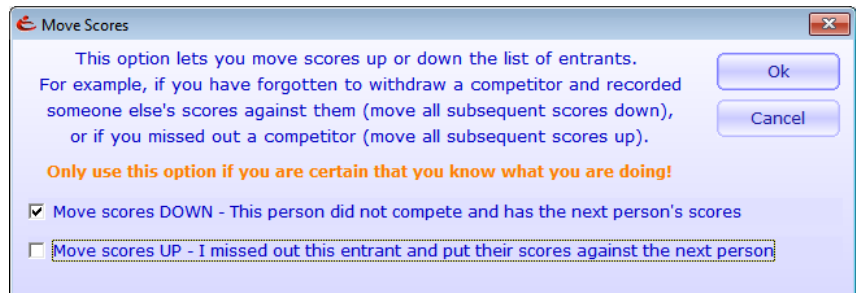 Move Scores
This option lets you move scores up or down the list of entrants.
For example, if you have forgotten to withdraw a competitor and recorded
someone else's scores against them (move all subsequent scores down),
or if you missed out a competitor (move all subsequent scores up).
Ok
Cancel
Only use this option if you are certain that you know what you are doing!
Move scores DOWN - This person did not compete and has the next person's scores
Move scores UP - I missed out this entrant and put their scores against the next person